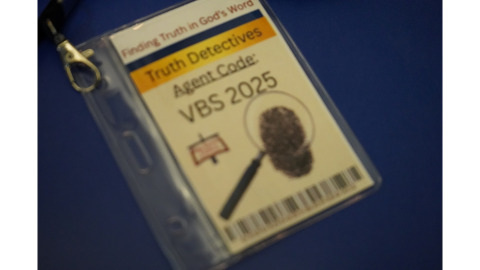 Finding Truth in God's Word
Truth Detectives
Agent Code:
VBS 2025